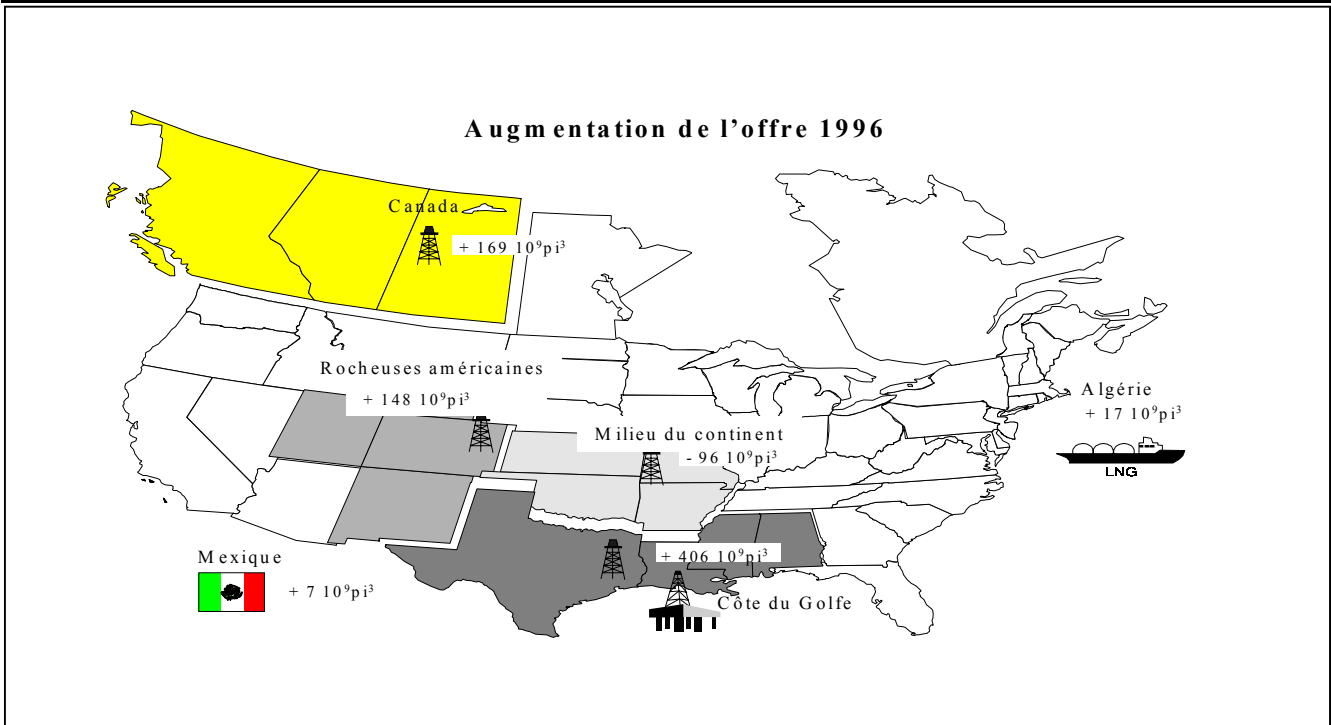 Augmentation de l'offre 1996
Canada
+ 169 10⁹pi³
Rocheuses américaines
+ 148 10⁹pi³
Milieu du continent
- 96 10⁹pi³
Algérie
+ 17 10⁹pi³
LNG
Mexique
+ 7 10⁹pi³
+ 406 10⁹pi³
Côte du Golfe